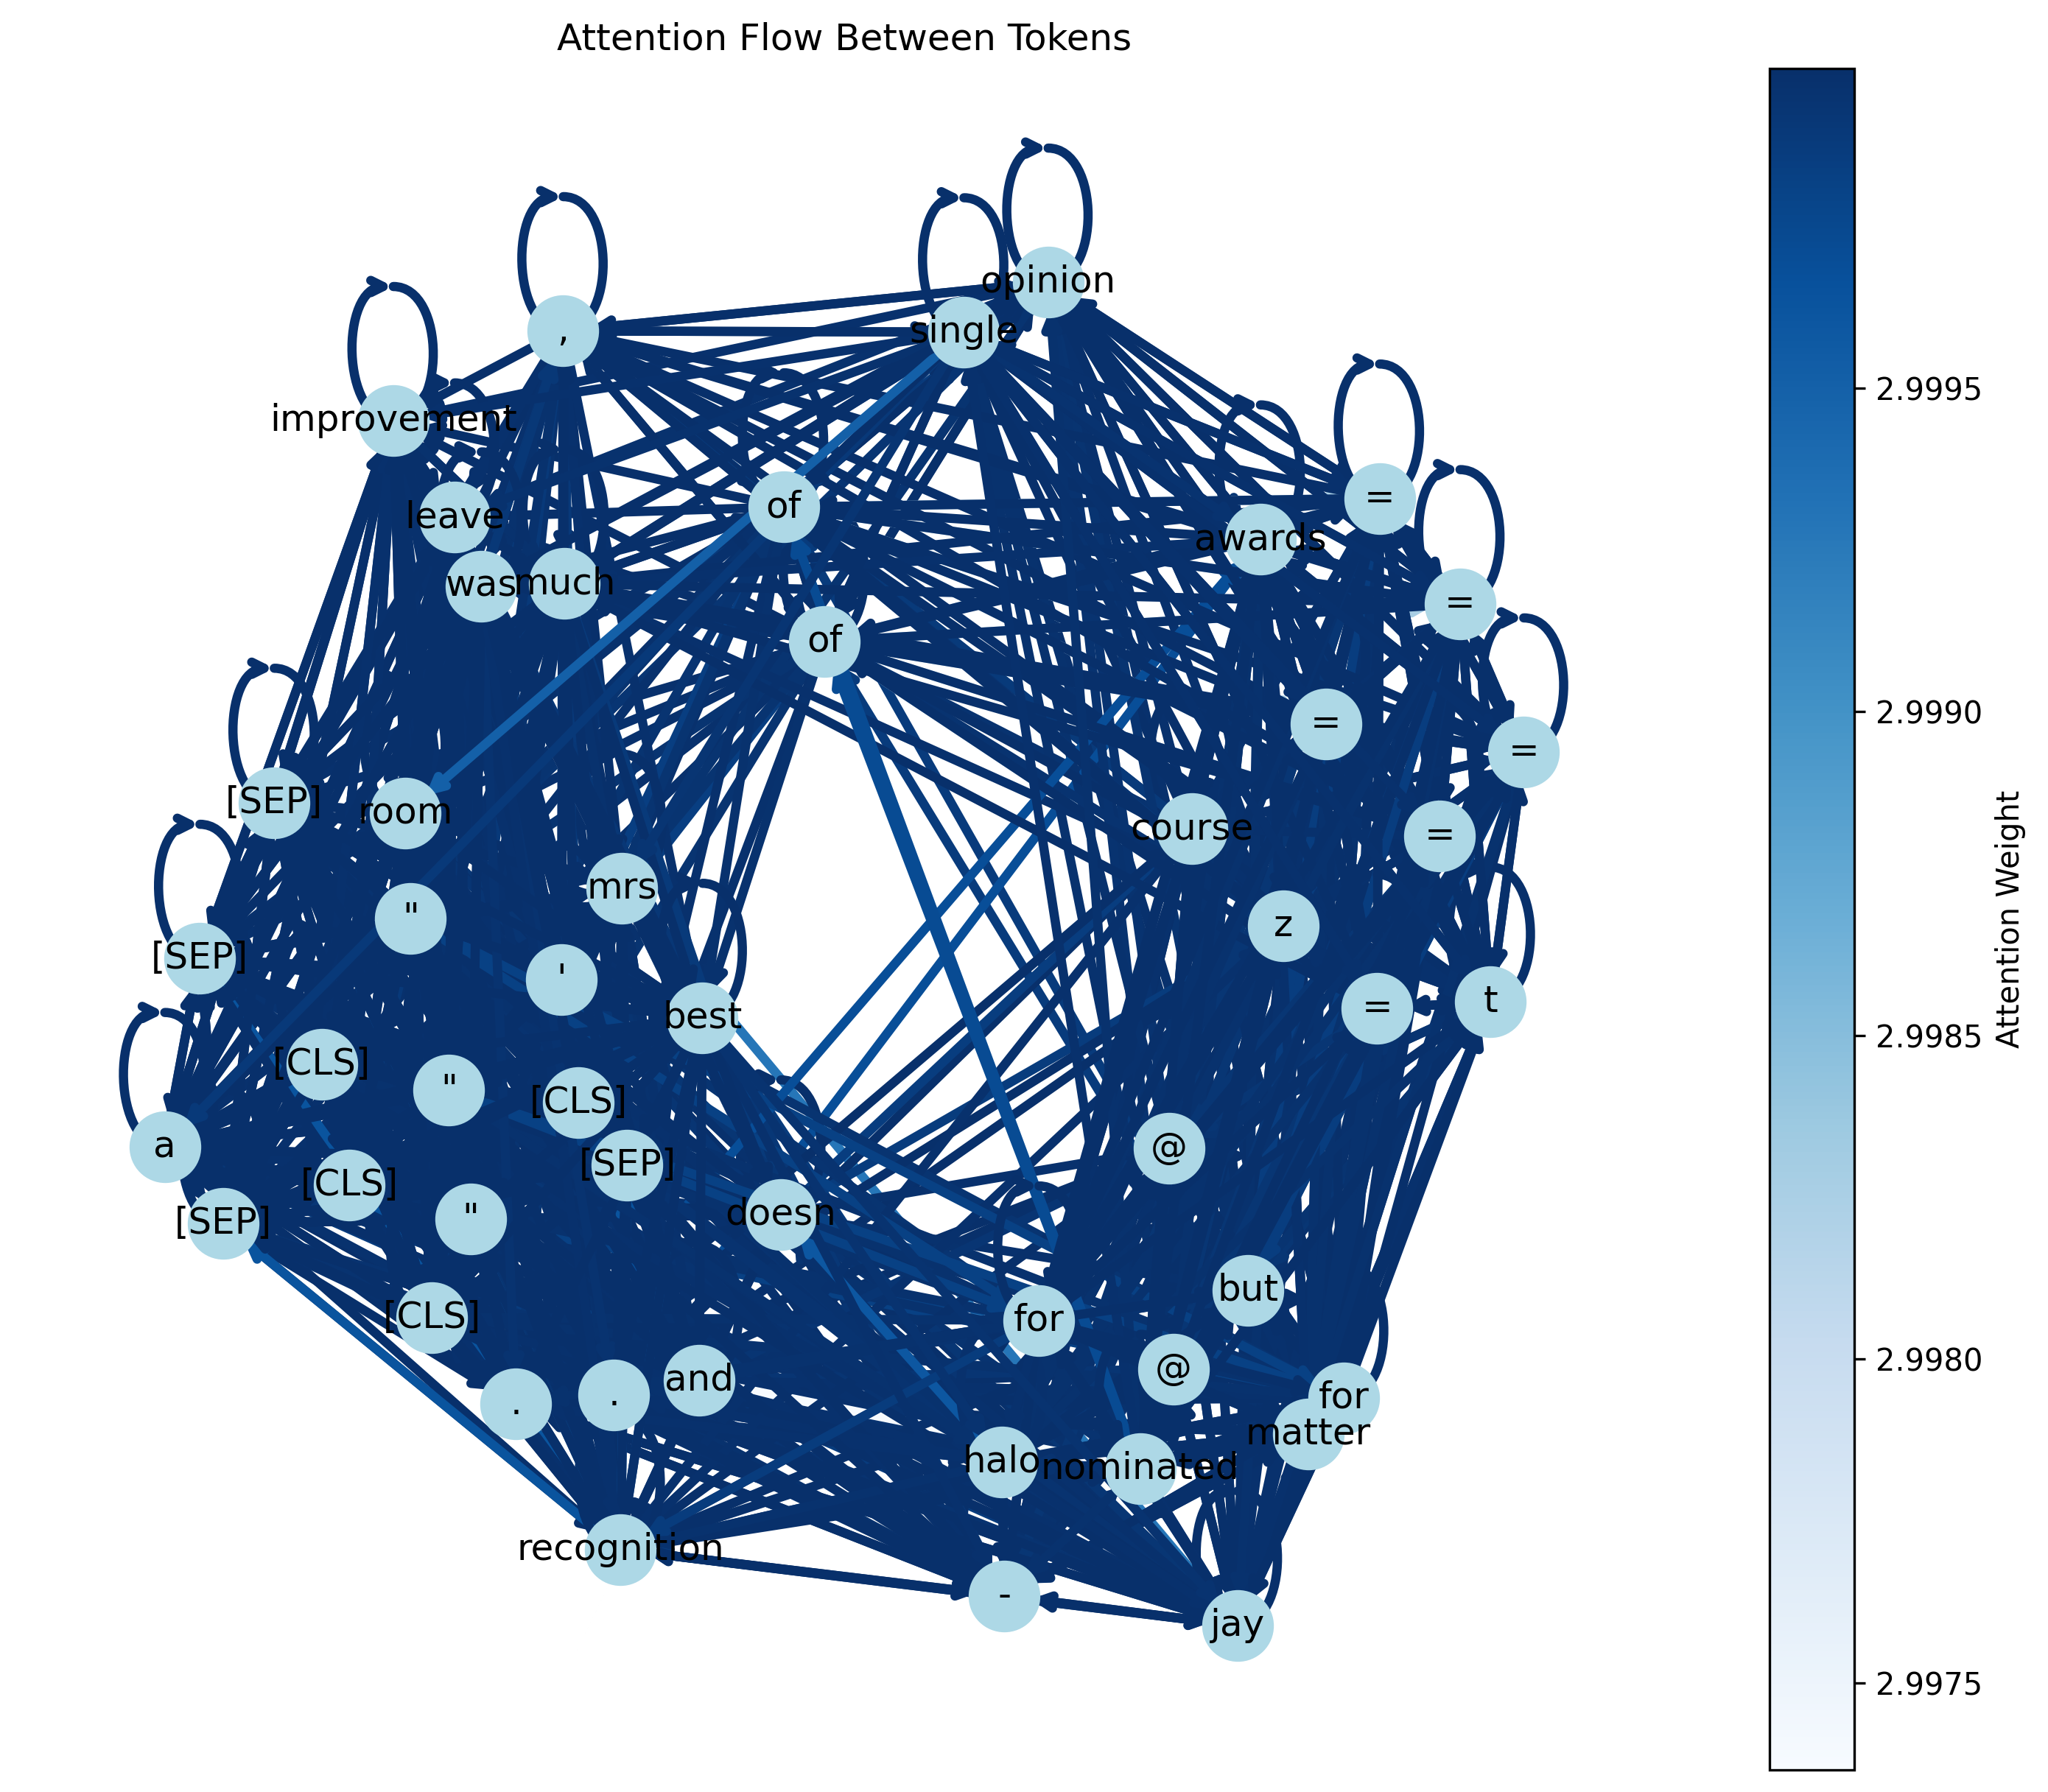 Attention Flow Between Tokens
opinion
,
single
improvement
=
of
leave
awards
was
much
=
of
=
=
[SEP]
room
course
=
mrs
"
z
[SEP]
'
t
=
best
[CLS]
"
[CLS]
a
@
[SEP]
[CLS]
doesn
"
[SEP]
but
[CLS]
for
@
and
.
.
for
matter
halo
nominated
recognition
-
jay
2.9995
2.9990
2.9985
2.9980
2.9975
Attention Weight